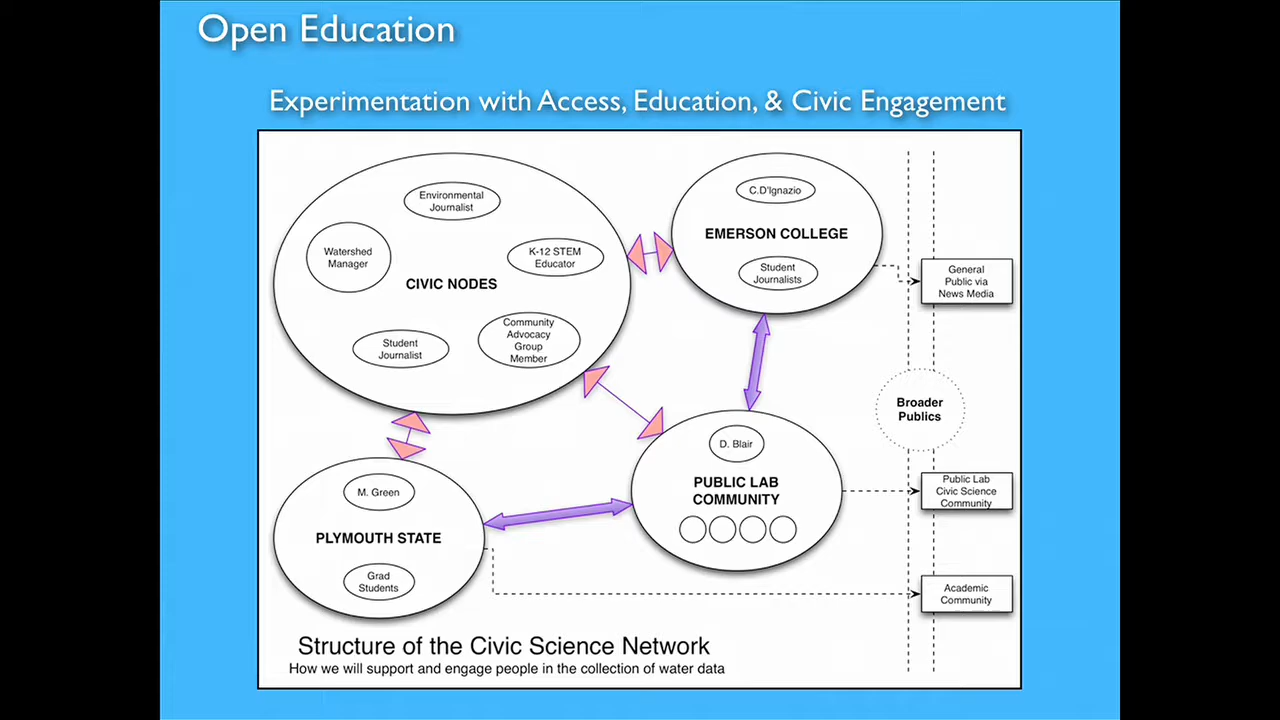 Open Education
Experimentation with Access, Education, & Civic Engagement
Environmental
Journalist
Watershed
Manager
K-12 STEM
Educator
CIVIC NODES
Student
Journalist
Community
Advocacy
Group
Member
C.D'Ignazio
EMERSON COLLEGE
Student
Journalists
General
Public via
News Media
Broader
Publics
D. Blair
PUBLIC LAB
COMMUNITY
Public Lab
Civic Science
Community
M. Green
PLYMOUTH STATE
Grad
Students
Academic
Community
Structure of the Civic Science Network
How we will support and engage people in the collection of water data